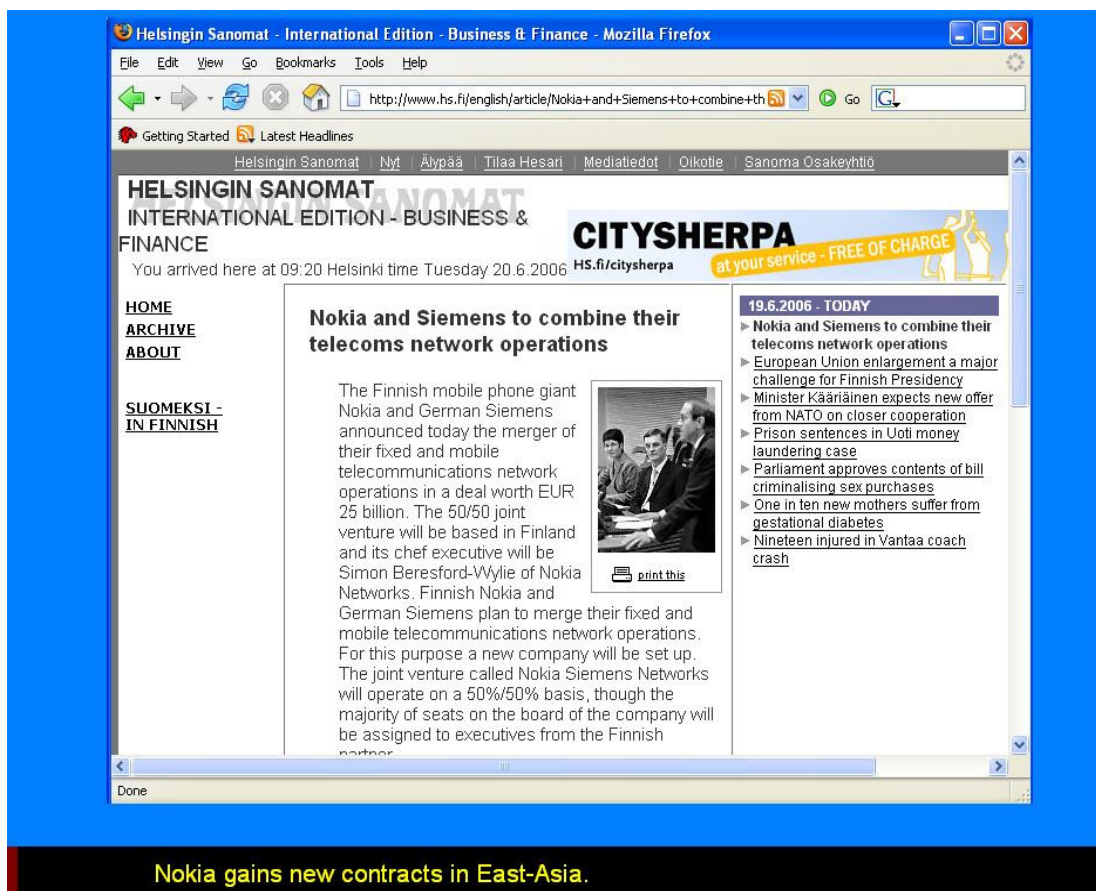 Helsingin Sanomat - International Edition - Business & Finance - Mozilla Firefox
File Edit View Go Bookmarks Tools Help
http://www.hs.fi/english/article/Nokia+and+Siemens+to+combine+th Go G
Getting Started Latest Headlines
Helsingin Sanomat | Nyt | Älypää | Tilaa Hesari | Mediatiedot | Oikotie | Sanoma Osakeyhtiö
HELSINGIN SANOMAT
HELSINGIN SANOMAT
INTERNATIONAL EDITION - BUSINESS &
FINANCE
You arrived here at 09:20 Helsinki time Tuesday 20.6.2006
CITYSHERPA
HS.fi/citysherpa
at your service - FREE OF CHARGE
HOME
ARCHIVE
ABOUT
SUOMEKSI -
IN FINNISH
Nokia and Siemens to combine their
telecoms network operations
The Finnish mobile phone giant
Nokia and German Siemens
announced today the merger of
their fixed and mobile
telecommunications network
operations in a deal worth EUR
25 billion. The 50/50 joint
venture will be based in Finland
and its chef executive will be
Simon Beresford-Wylie of Nokia
Networks. Finnish Nokia and
German Siemens plan to merge their fixed and
mobile telecommunications network operations.
For this purpose a new company will be set up.
The joint venture called Nokia Siemens Networks
will operate on a 50%/50% basis, though the
majority of seats on the board of the company will
be assigned to executives from the Finnish
partner
print this
19.6.2006 - TODAY
Nokia and Siemens to combine their
telecoms network operations
European Union enlargement a major
challenge for Finnish Presidency
Minister Kääriäinen expects new offer
from NATO on closer cooperation
Prison sentences in Uoti money
laundering case
Parliament approves contents of bill
criminalising sex purchases
One in ten new mothers suffer from
gestational diabetes
Nineteen injured in Vantaa coach
crash
Done
Nokia gains new contracts in East-Asia.